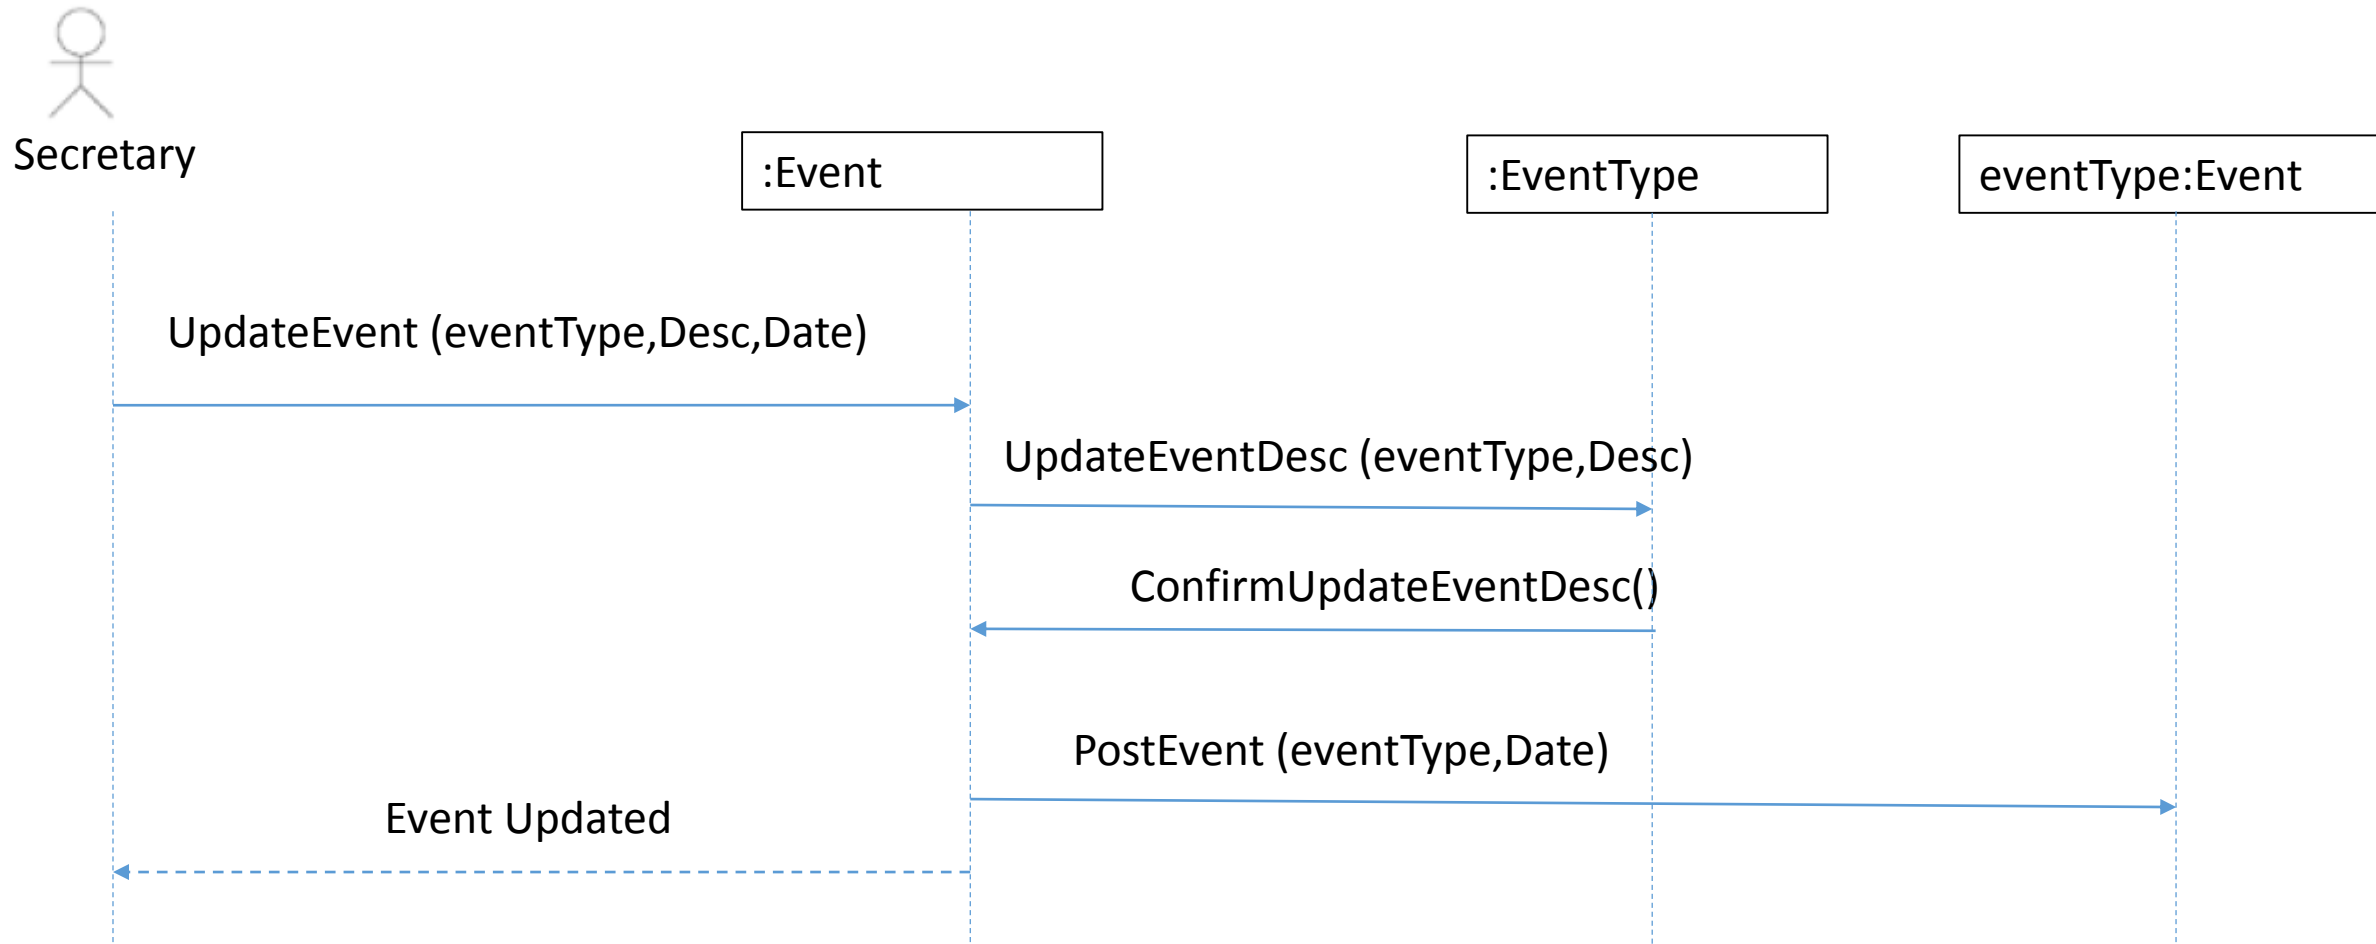 Secretary
:Event
:EventType
eventType:Event
UpdateEvent (eventType,Desc,Date)
UpdateEventDesc (eventType,Desc)
ConfirmUpdateEventDesc()
PostEvent (eventType,Date)
Event Updated